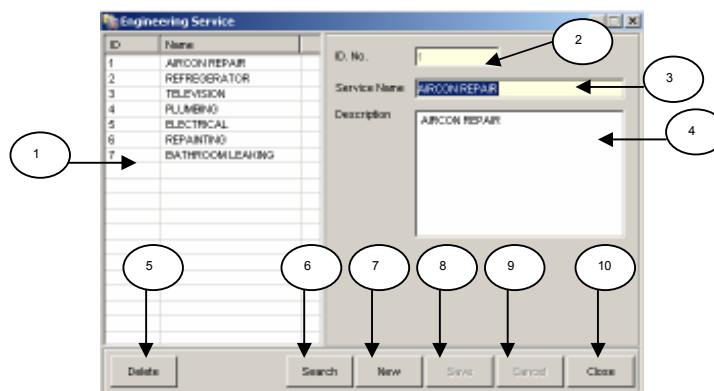 Engineering Service
ID Name
1 AIRCON REPAIR
2 REFREGERATOR
3 TELEVISION
4 PLUMBING
5 ELECTRICAL
6 REPAINTING
7 BATHROOM LEAKING
ID. No. 1
Service Name AIRCON REPAIR
Description AIRCON REPAIR
1
2
3
4
5
6
7
8
9
10
Delete Search New Save Cancel Close